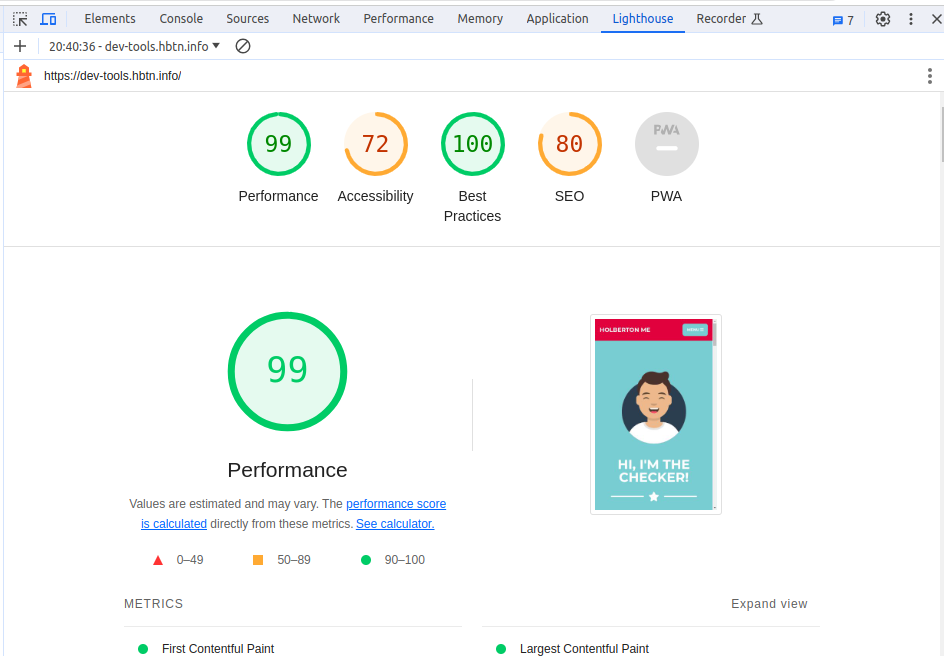 Elements Console Sources Network Performance Memory Application Lighthouse Recorder 7
20:40:36 - dev-tools.hbtn.info
https://dev-tools.hbtn.info/
99 72 100 80 PWA
Performance Accessibility Best Practices SEO PWA
99
Performance
Values are estimated and may vary. The performance score
is calculated directly from these metrics. See calculator.
0–49 50–89 90–100
HOLBERTON ME
HI, I'M THE
CHECKER!
METRICS Expand view
First Contentful Paint Largest Contentful Paint